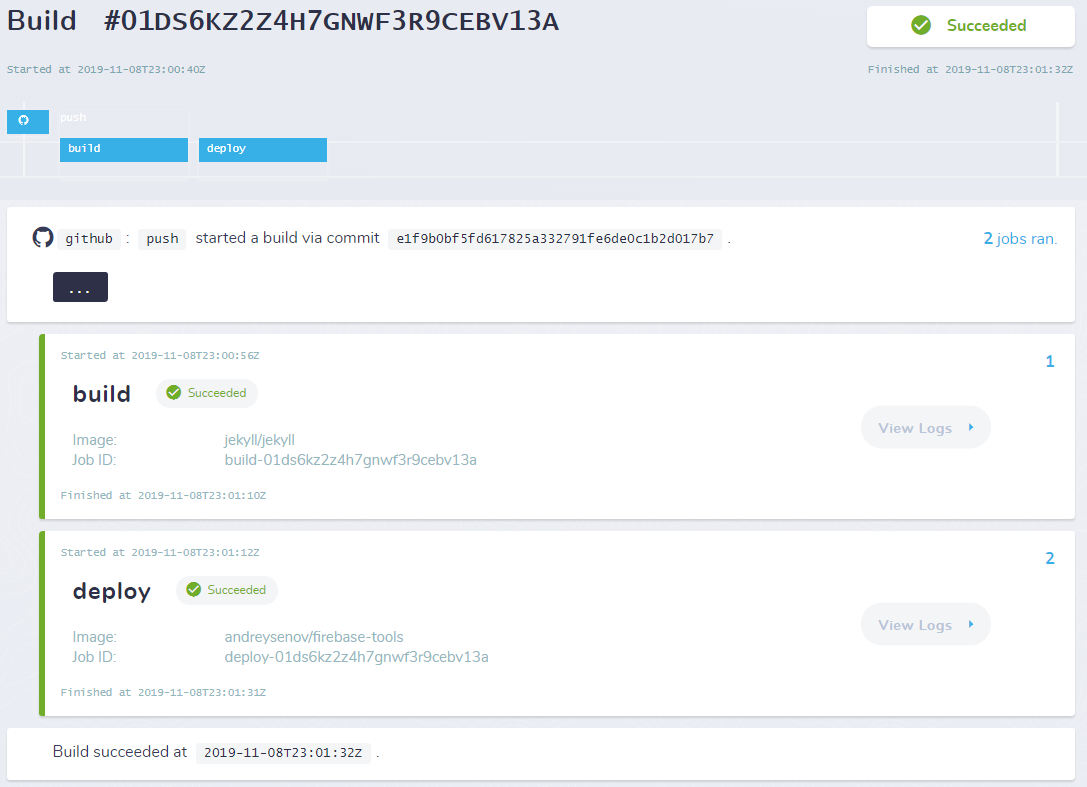 Build #01DS6KZ2Z4H7GNWF3R9CEBV13A
Succeeded
Started at 2019-11-08T23:00:40Z
Finished at 2019-11-08T23:01:32Z
push
build
deploy
github : push started a build via commit e1f9b0bf5fd617825a332791fe6de0c1b2d017b7 .
2 jobs ran.
...
Started at 2019-11-08T23:00:56Z
1
build
Succeeded
Image: jekyll/jekyll
Job ID: build-01ds6kz2z4h7gnwf3r9cebv13a
View Logs
Finished at 2019-11-08T23:01:10Z
Started at 2019-11-08T23:01:12Z
2
deploy
Succeeded
Image: andreysenov/firebase-tools
Job ID: deploy-01ds6kz2z4h7gnwf3r9cebv13a
View Logs
Finished at 2019-11-08T23:01:31Z
Build succeeded at 2019-11-08T23:01:32Z .